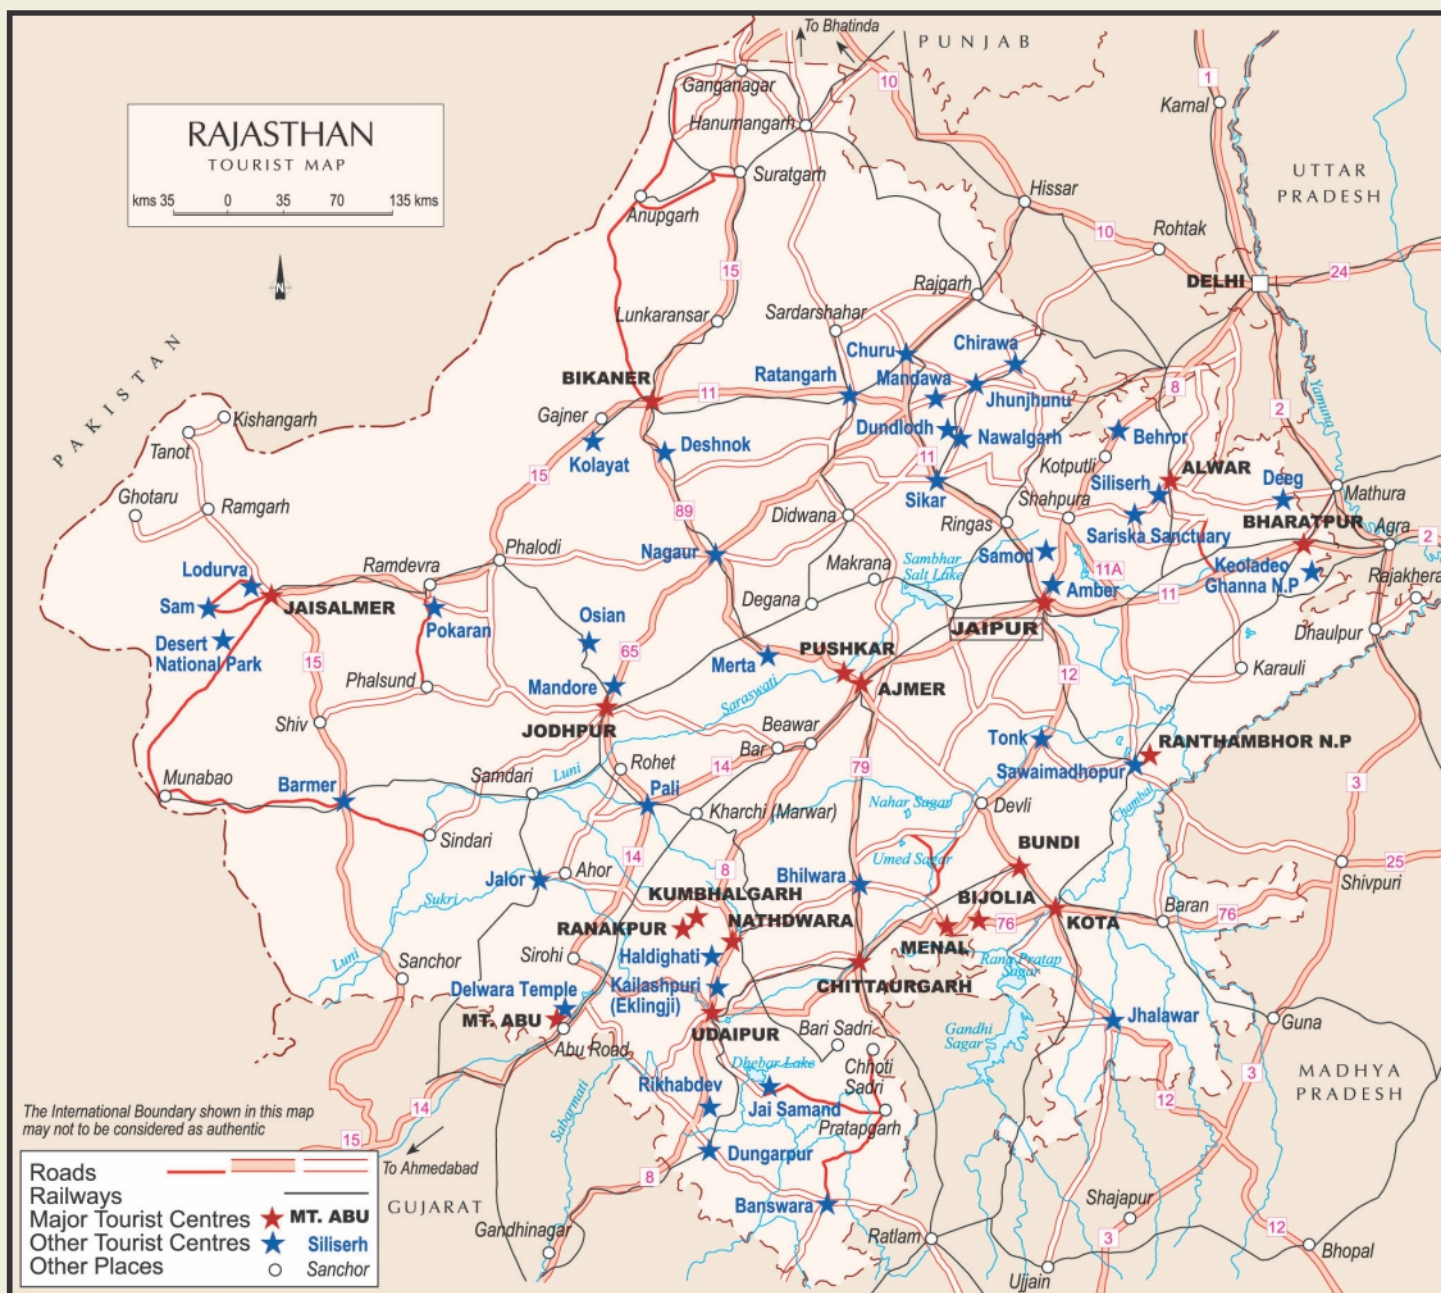 To Bhatinda
PUNJAB
10
1
Ganganagar
Karnal
RAJASTHAN
TOURIST MAP
kms 35 0 35 70 135 kms
Hanumangarh
UTTAR
PRADESH
Suratgarh
Hissar
Anupgarh
N
10
Rohtak
15
24
DELHI
Rajgarh
PAKISTAN
Lunkaransar
Sardarshahar
Churu
Chirawa
BIKANER
11
Ratangarh
Mandawa
Jhunjhunu
8
2
Yamuna
Kishangarh
Gajner
Tanot
Kolayat
Deshnok
Dundlodh
Nawalgarh
Behror
Kotputli
11
15
ALWAR
Ghotaru
Ramgarh
89
Sikar
Siliserh
Deeg
Mathura
Didwana
Ringas
Shahpura
BHARATPUR
Agra
Sariska Sanctuary
2
Phalodi
Nagaur
Samod
Sambhar
Salt Lake
Makrana
Lodurva
Ramdevra
11A
Keoladeo
Ghanna N.P
Rajakhera
Sam
JAISALMER
Pokaran
Degana
Amber
11
Osian
JAIPUR
Dhaulpur
Desert
National Park
15
65
Merta
PUSHKAR
12
Karauli
Phalsund
Mandore
Saraswati
AJMER
Shiv
JODHPUR
Beawar
Bar
Tonk
RANTHAMBHOR N.P
Munabao
Barmer
Samdari
Luni
Rohet
14
79
Sawaimadhopur
3
Pali
Kharchi (Marwar)
Nahar Sagar
Devli
Chambal
Sindari
14
8
Umed Sagar
BUNDI
25
Shivpuri
Jalor
Ahor
Bhilwara
KUMBHALGARH
BIJOLIA
Sukri
RANAKPUR
NATHDWARA
76
KOTA
Baran
76
MENAL
Luni
Sanchor
Sirohi
Haldighati
Rana Pratap
Sagar
Delwara Temple
Kailashpuri
(Eklingji)
CHITTAURGARH
MT. ABU
UDAIPUR
Bari Sadri
Gandhi
Sagar
Jhalawar
Guna
Abu Road
Dhebar Lake
Chhoti
Sadri
3
MADHYA
PRADESH
Rikhabdev
Sabarmati
Jai Samand
Pratapgarh
12
The International Boundary shown in this map
may not to be considered as authentic
14
15
To Ahmedabad
Dungarpur
8
GUJARAT
Banswara
Shajapur
Gandhinagar
Ratlam
3
12
Bhopal
Ujjain
Roads
Railways
Major Tourist Centres MT. ABU
Other Tourist Centres Siliserh
Other Places Sanchor